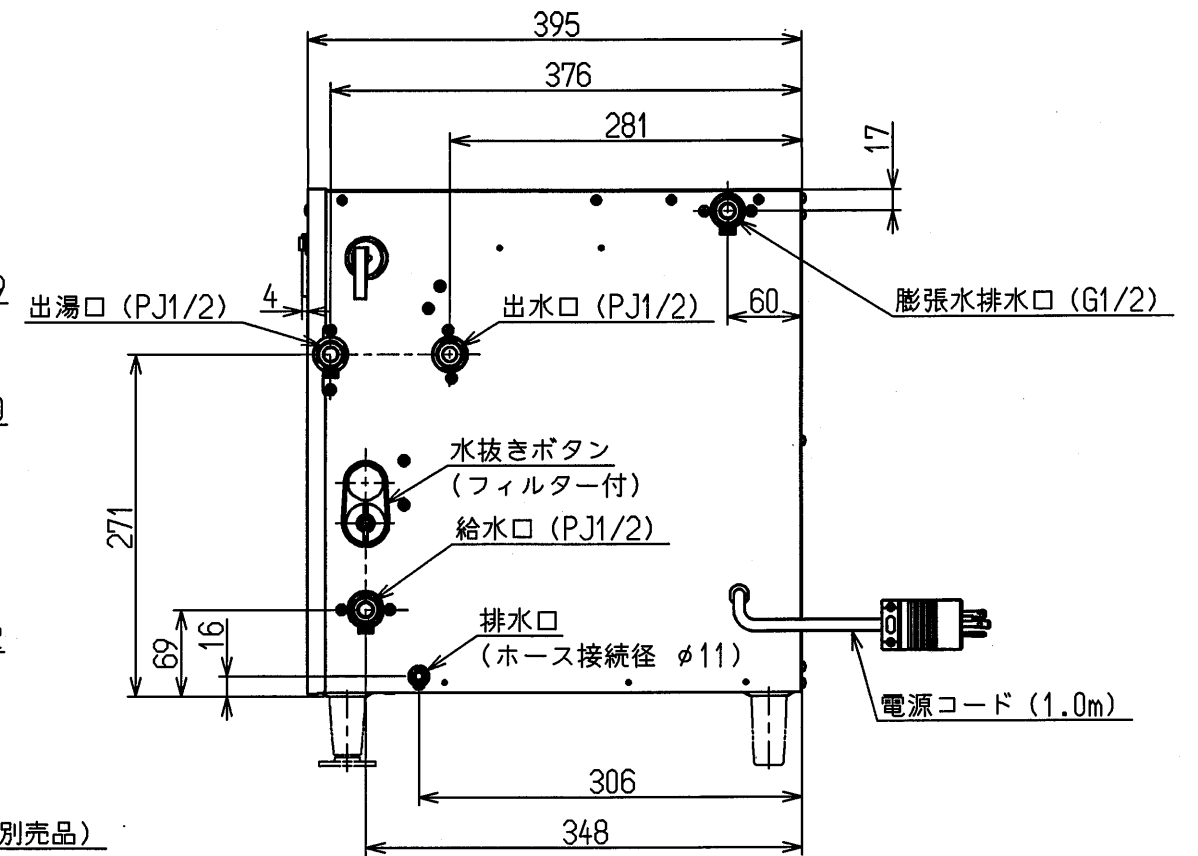 395
376
281
17
出湯口 (PJ1/2)
4
出水口 (PJ1/2)
60
膨張水排水口 (G1/2)
水抜きボタン
(フィルター付)
271
給水口 (PJ1/2)
69
16
排水口
(ホース接続径 φ11)
電源コード (1.0m)
306
348
別売品)